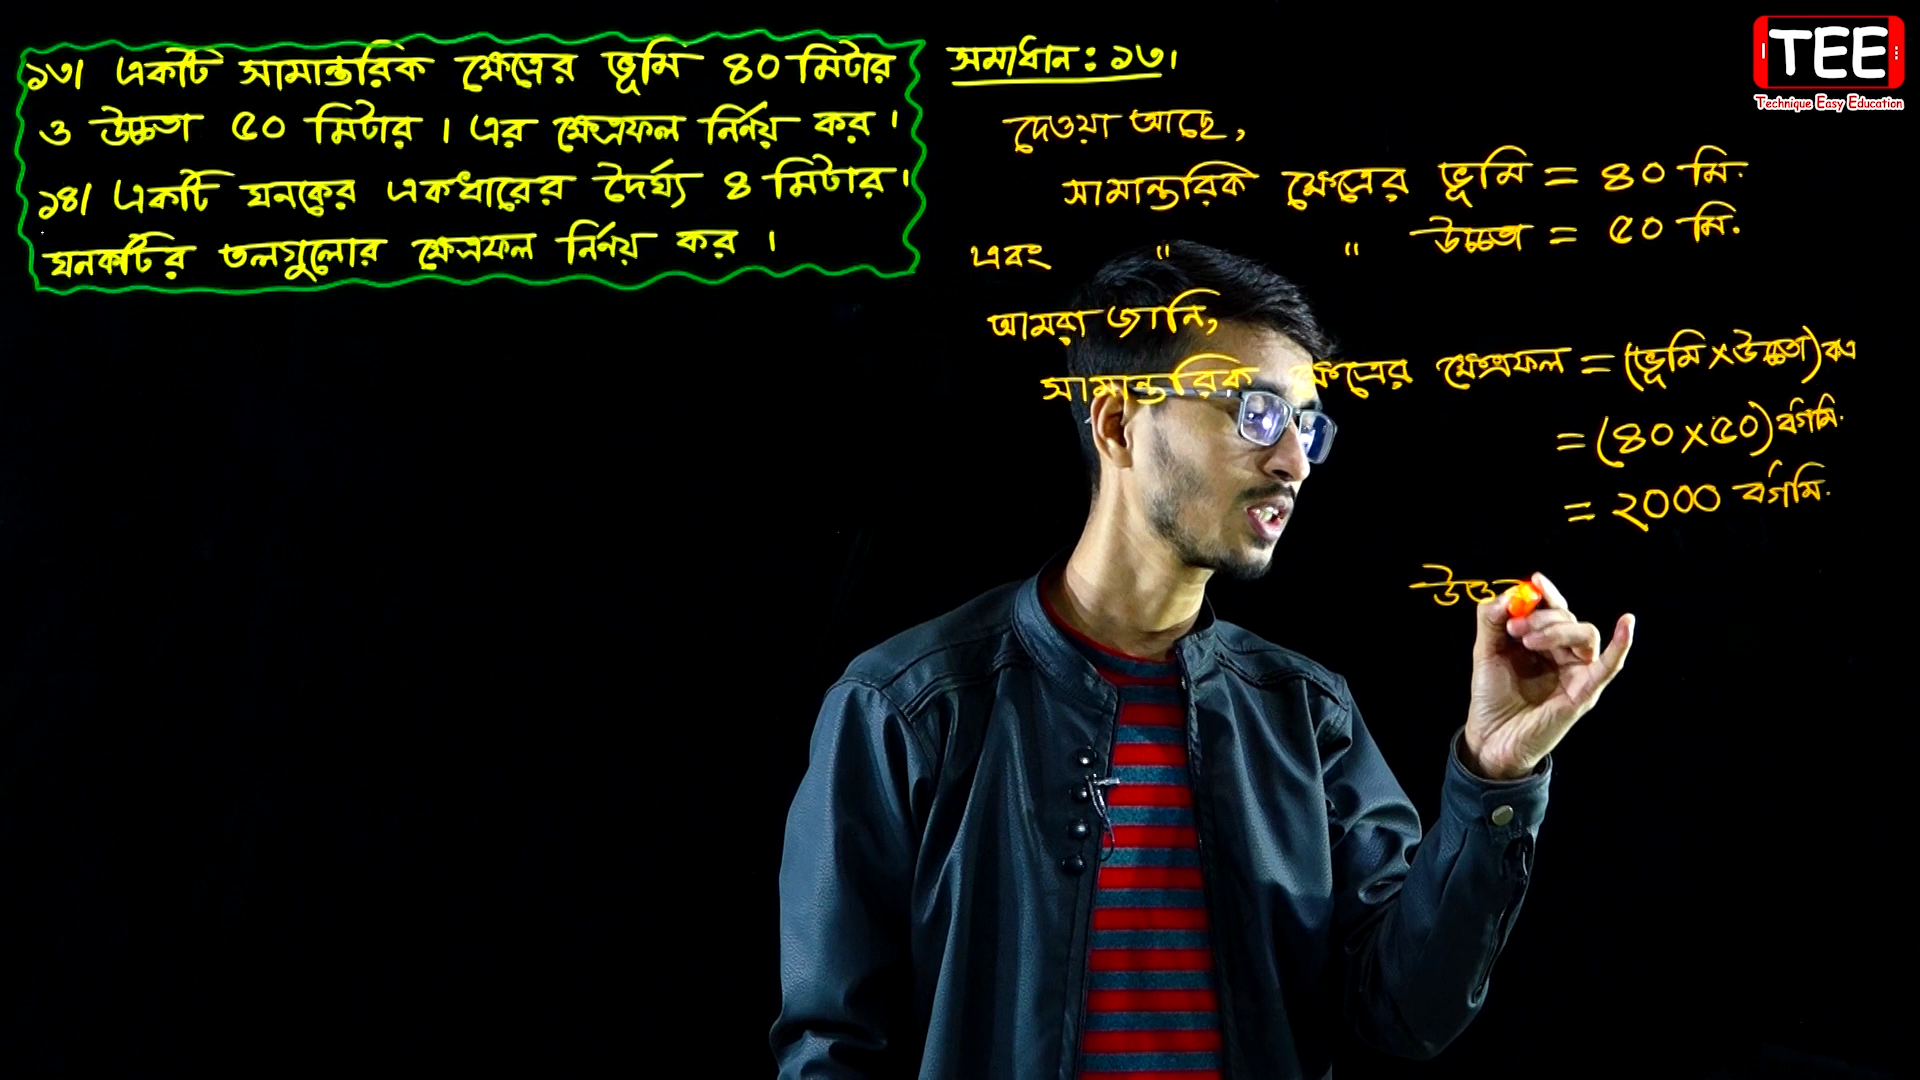 ১৩। একটি সামান্তরিক ক্ষেত্রের ভূমি ৪০ মিটার
ও উচ্চতা ৫০ মিটার। এর ক্ষেত্রফল নির্ণয় কর।
১৪। একটি ঘনকের একধারের দৈর্ঘ্য ৪ মিটার।
ঘনকটির তলগুলোর ক্ষেত্রফল নির্ণয় কর।
সমাধান: ১৩।
দেওয়া আছে,
সামান্তরিক ক্ষেত্রের ভূমি = ৪০ মি.
এবং " " উচ্চতা = ৫০ মি.
আমরা জানি,
সামান্তরিক ক্ষেত্রের ক্ষেত্রফল = (ভূমি × উচ্চতা) বঃএ
= (৪০ × ৫০) বর্গমি.
= ২০০০ বর্গমি.
TEE
Technique Easy Education